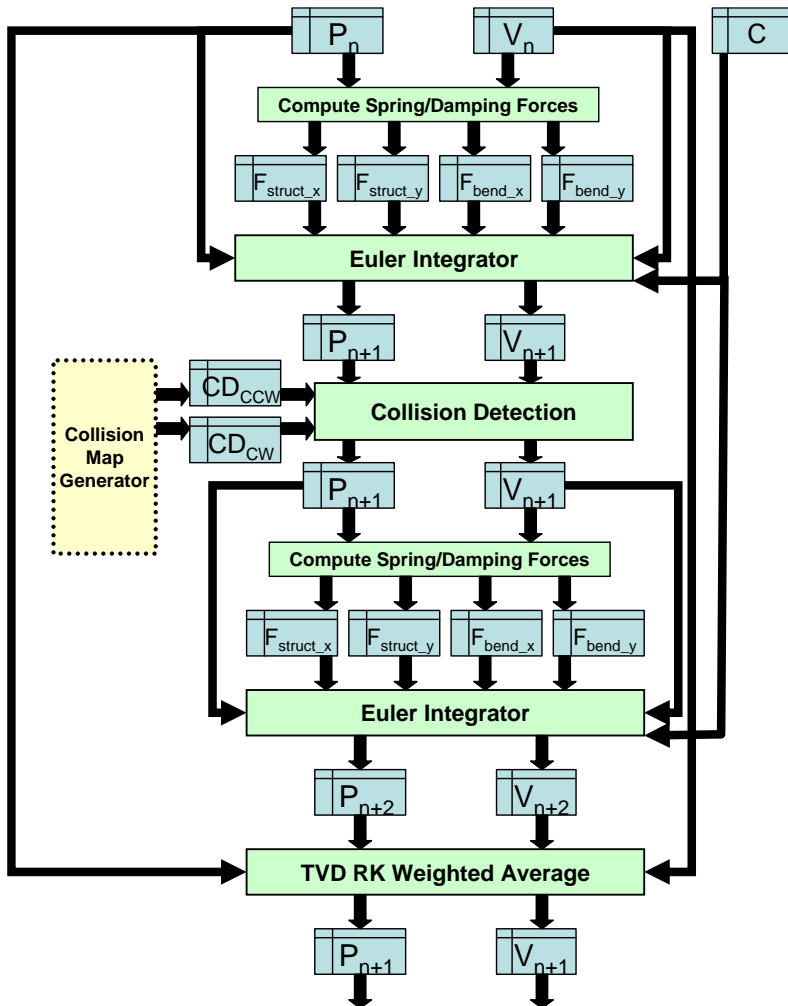 P_n V_n C
Compute Spring/Damping Forces
F_struct_x F_struct_y F_bend_x F_bend_y
Euler Integrator
P_n+1 V_n+1
CD_CCW
Collision Detection
CD_CW
Collision
Map
Generator
P_n+1 V_n+1
Compute Spring/Damping Forces
F_struct_x F_struct_y F_bend_x F_bend_y
Euler Integrator
P_n+2 V_n+2
TVD RK Weighted Average
P_n+1 V_n+1